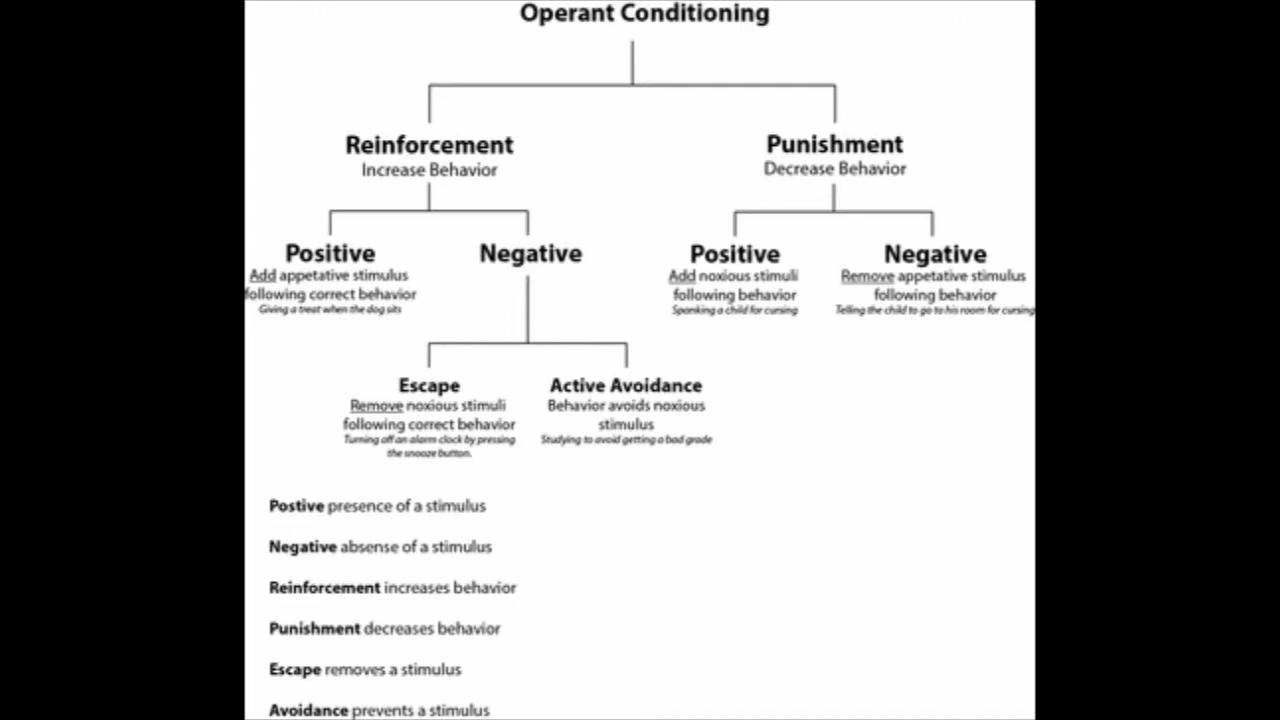 Operant Conditioning
Reinforcement
Increase Behavior
Punishment
Decrease Behavior
Positive
Add appetative stimulus
following correct behavior
Giving a treat when the dog sits
Negative
Positive
Add noxious stimuli
following behavior
Spanking a child for cursing
Negative
Remove appetative stimulus
following behavior
Telling the child to go to his room for cursing
Escape
Remove noxious stimuli
following correct behavior
Turning off an alarm clock by pressing
the snooze button.
Active Avoidance
Behavior avoids noxious
stimulus
Studying to avoid getting a bad grade
Postive presence of a stimulus
Negative absense of a stimulus
Reinforcement increases behavior
Punishment decreases behavior
Escape removes a stimulus
Avoidance prevents a stimulus